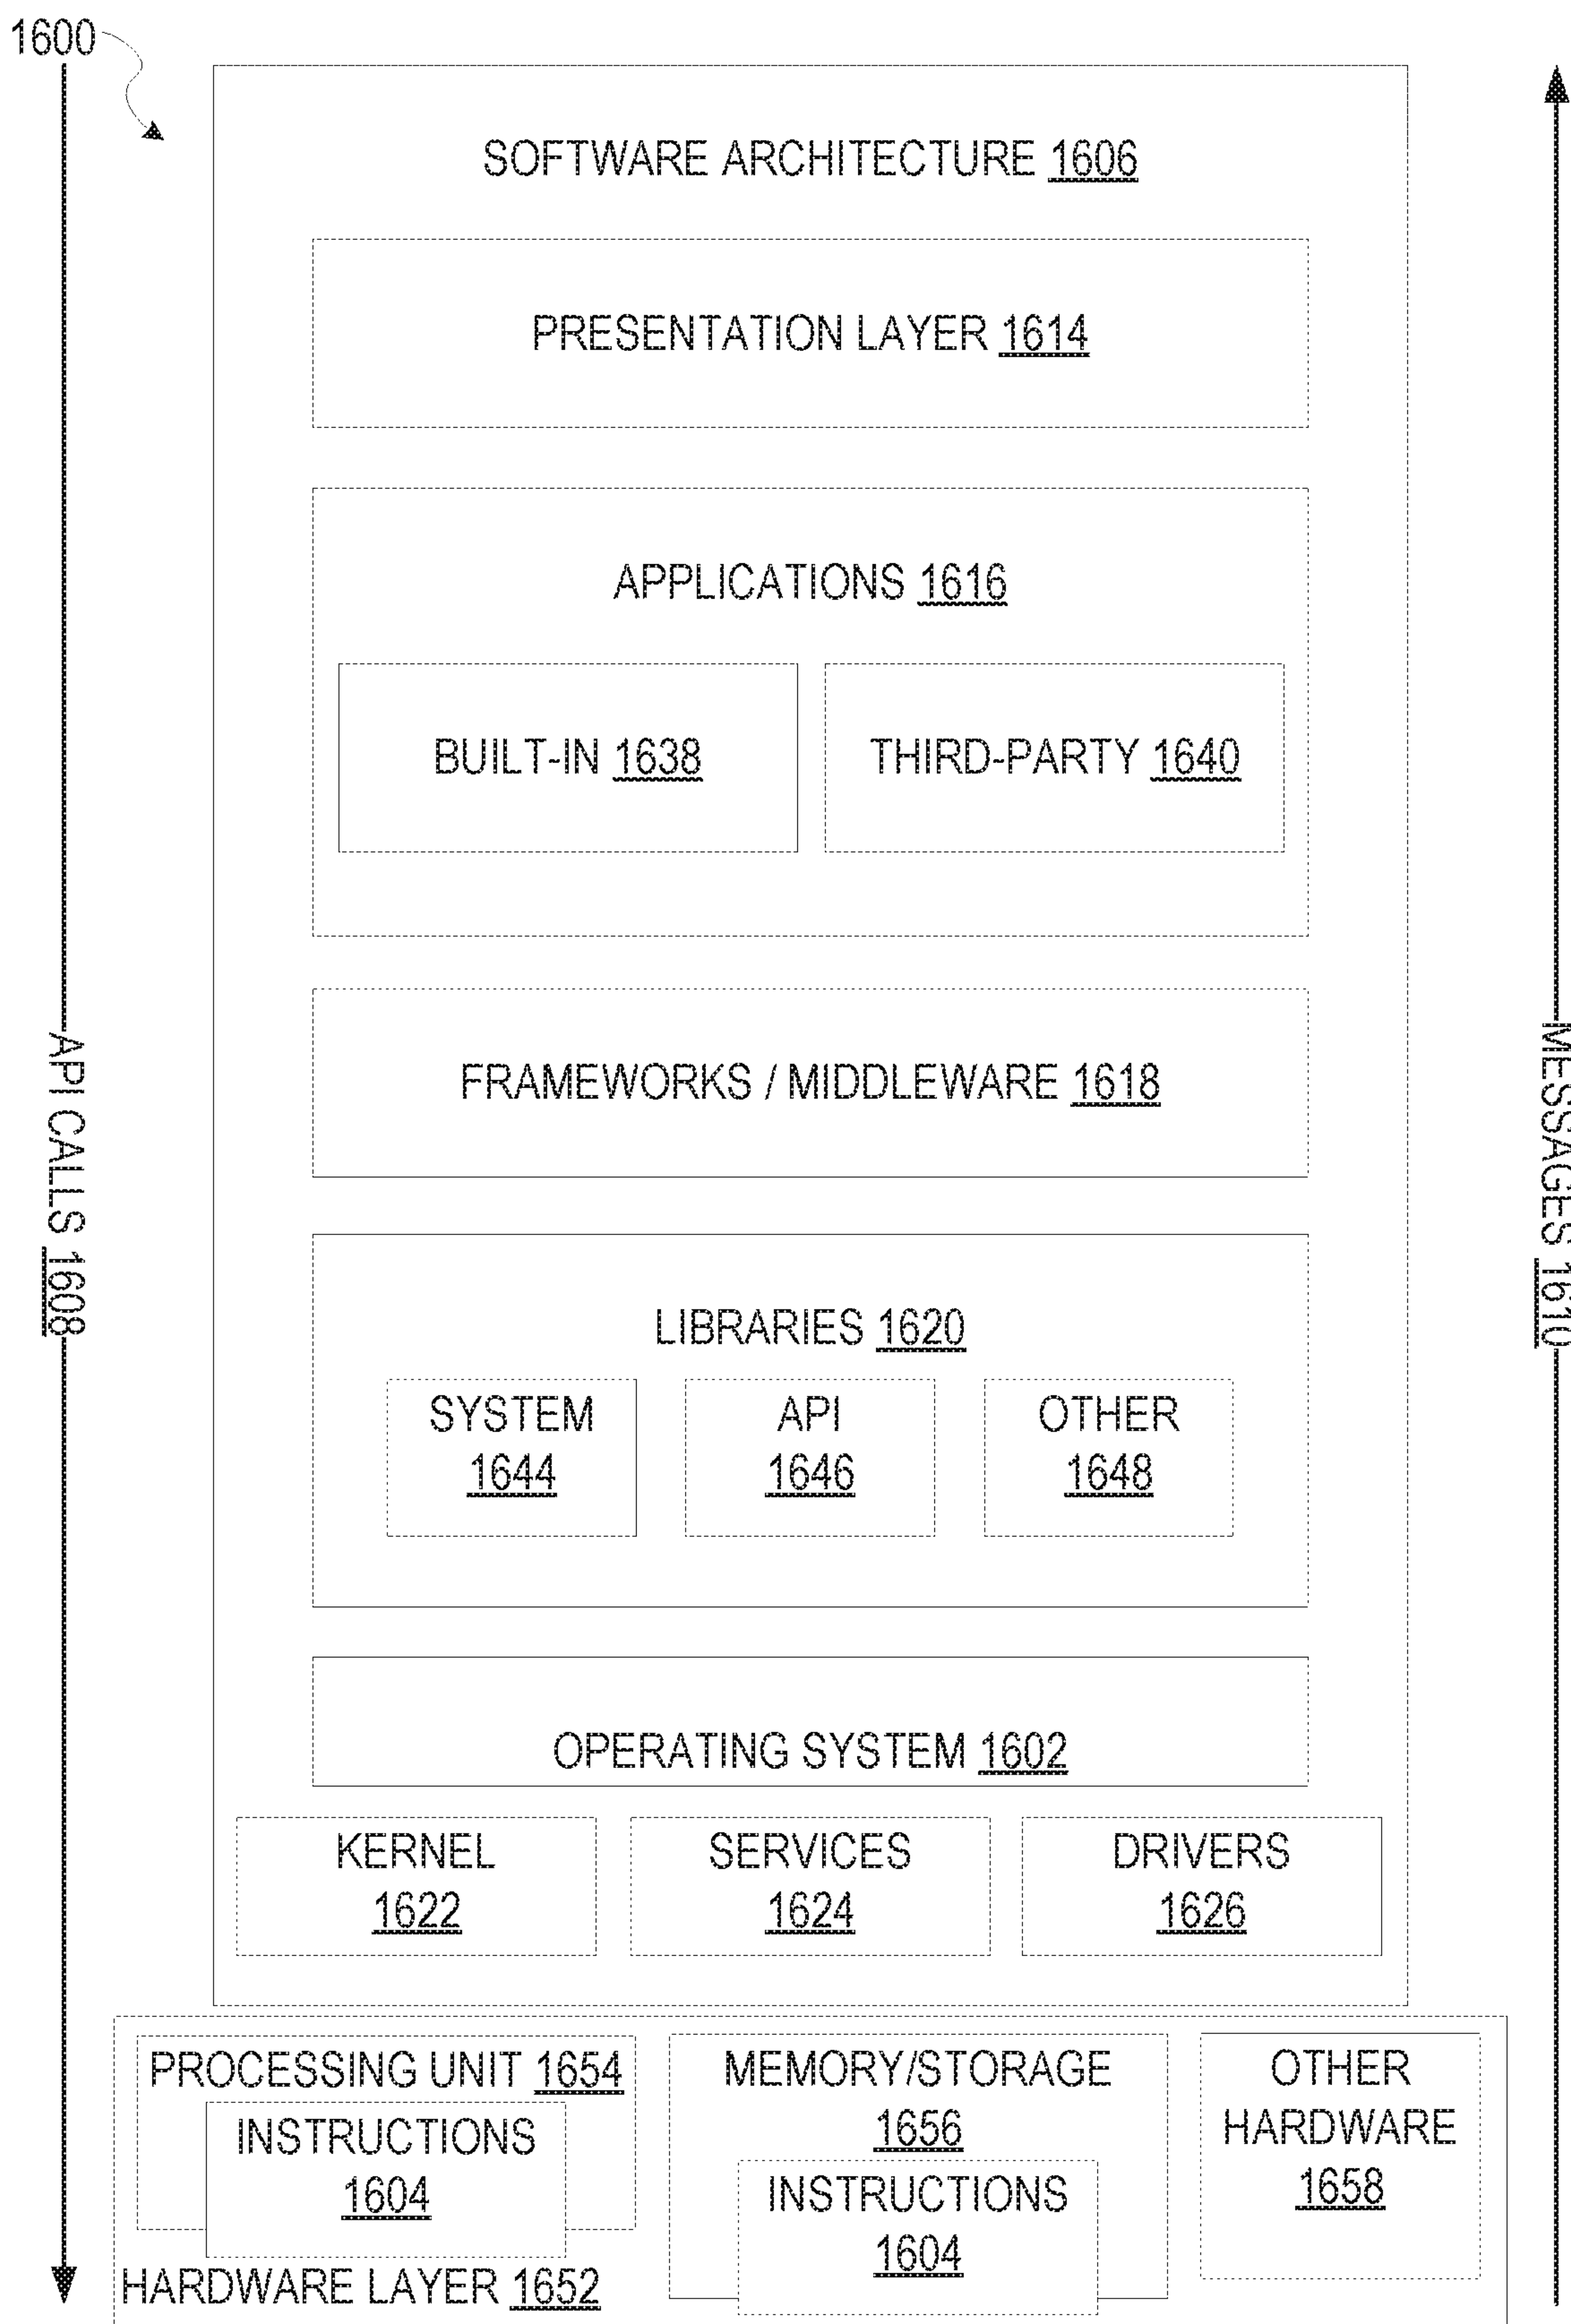 1600
SOFTWARE ARCHITECTURE 1606
PRESENTATION LAYER 1614
APPLICATIONS 1616
BUILT-IN 1638
THIRD-PARTY 1640
FRAMEWORKS / MIDDLEWARE 1618
API CALLS 1608
MESSAGES 1610
LIBRARIES 1620
SYSTEM
1644
API
1646
OTHER
1648
OPERATING SYSTEM 1602
KERNEL
1622
SERVICES
1624
DRIVERS
1626
PROCESSING UNIT 1654
INSTRUCTIONS
1604
MEMORY/STORAGE
1656
INSTRUCTIONS
1604
OTHER
HARDWARE
1658
HARDWARE LAYER 1652